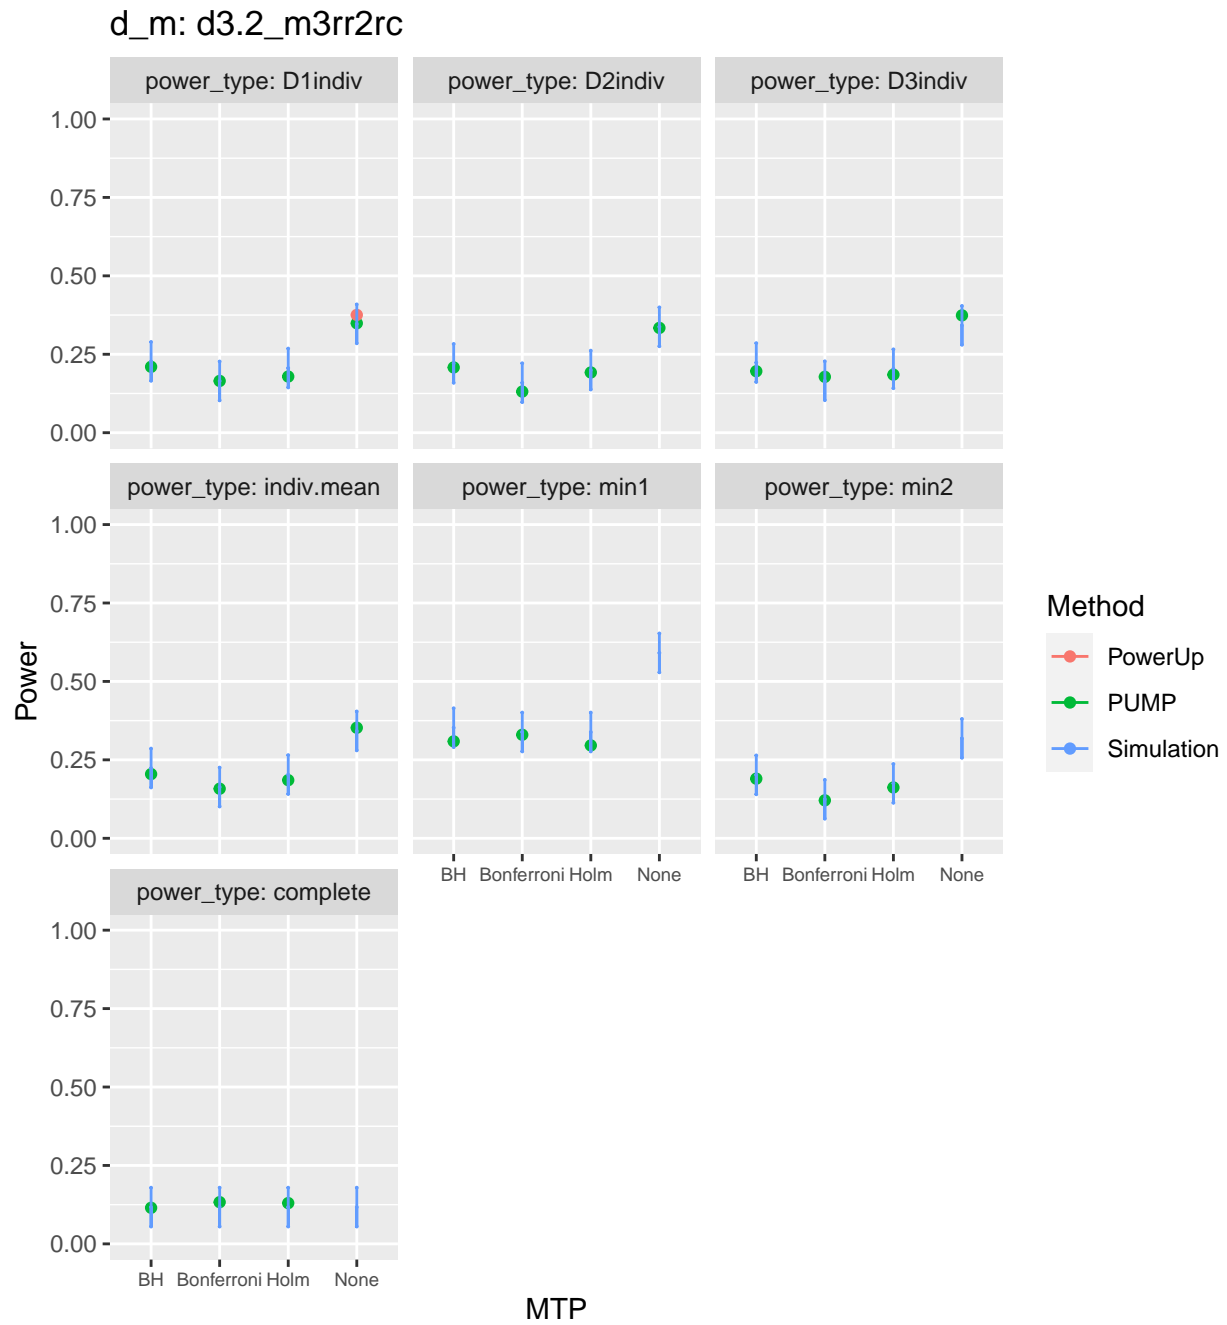 d_m: d3.2_m3rr2rc
power_type: D1indiv power_type: D2indiv power_type: D3indiv
1.00
0.75
0.50
0.25
0.00
power_type: indiv.mean power_type: min1 power_type: min2
1.00
0.75
0.50
0.25
0.00
BH Bonferroni Holm None BH Bonferroni Holm None
power_type: complete
1.00
0.75
0.50
0.25
0.00
BH Bonferroni Holm None
MTP
Power
Method
PowerUp
PUMP
Simulation